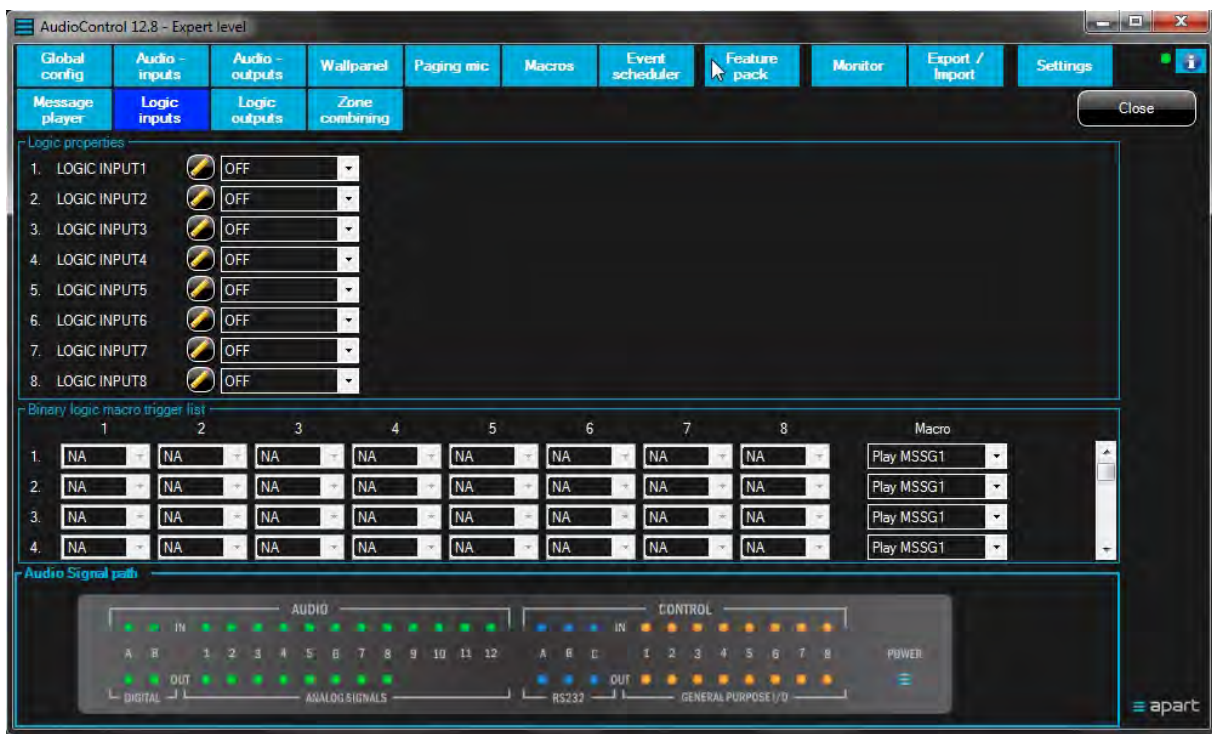 AudioControl 12.8 - Expert level
Global config
Audio - inputs
Audio - outputs
Wallpanel
Paging mic
Macros
Event scheduler
Feature pack
Monitor
Export / Import
Settings
i
Message player
Logic inputs
Logic outputs
Zone combining
Close
Logic properties
1. LOGIC INPUT1 OFF
2. LOGIC INPUT2 OFF
3. LOGIC INPUT3 OFF
4. LOGIC INPUT4 OFF
5. LOGIC INPUT5 OFF
6. LOGIC INPUT6 OFF
7. LOGIC INPUT7 OFF
8. LOGIC INPUT8 OFF
Binary logic macro trigger list
1 2 3 4 5 6 7 8 Macro
1. NA NA NA NA NA NA NA NA Play MSSG1
2. NA NA NA NA NA NA NA NA Play MSSG1
3. NA NA NA NA NA NA NA NA Play MSSG1
4. NA NA NA NA NA NA NA NA Play MSSG1
Audio Signal path
AUDIO CONTROL
IN IN
A B 1 2 3 4 5 6 7 8 9 10 11 12 A B C 1 2 3 4 5 6 7 8 POWER
OUT OUT
DIGITAL ANALOG SIGNALS RS232 GENERAL PURPOSE I/O
apart